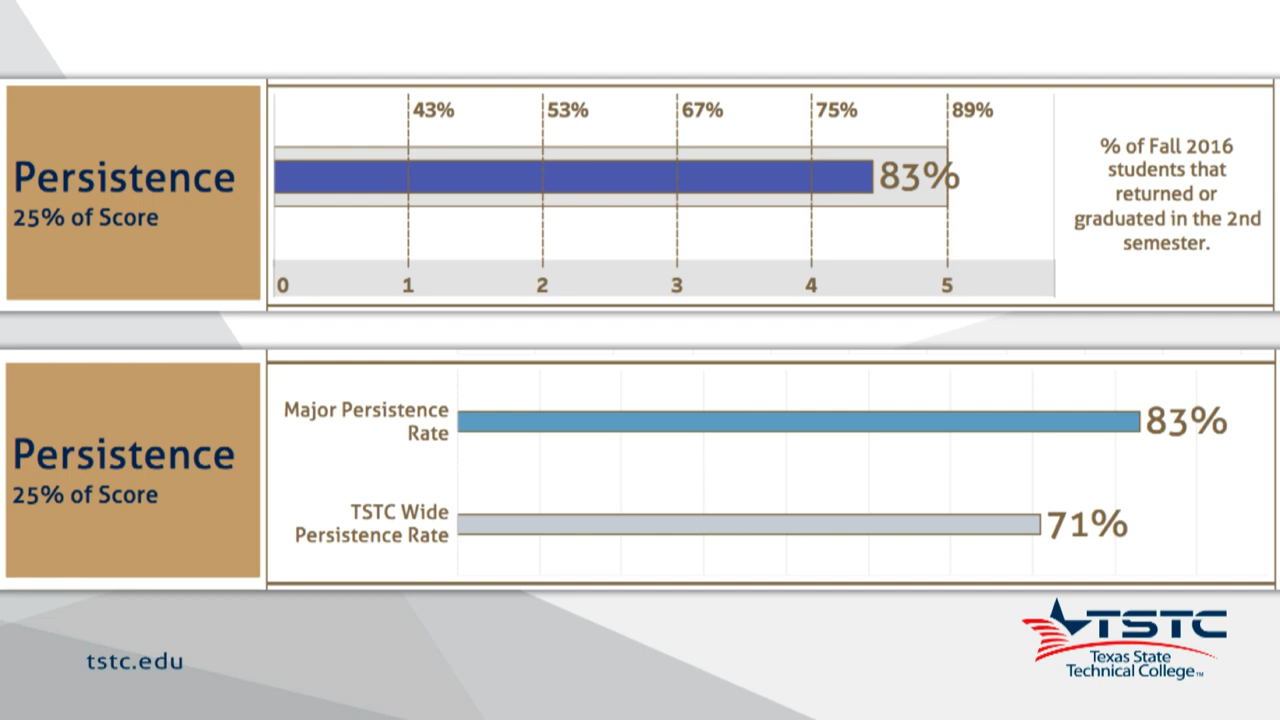 Persistence
25% of Score
43%
53%
67%
75%
89%
83%
0
1
2
3
4
5
% of Fall 2016
students that
returned or
graduated in the 2nd
semester.
Persistence
25% of Score
Major Persistence
Rate
83%
TSTC Wide
Persistence Rate
71%
tstc.edu
TSTC
Texas State
Technical College™